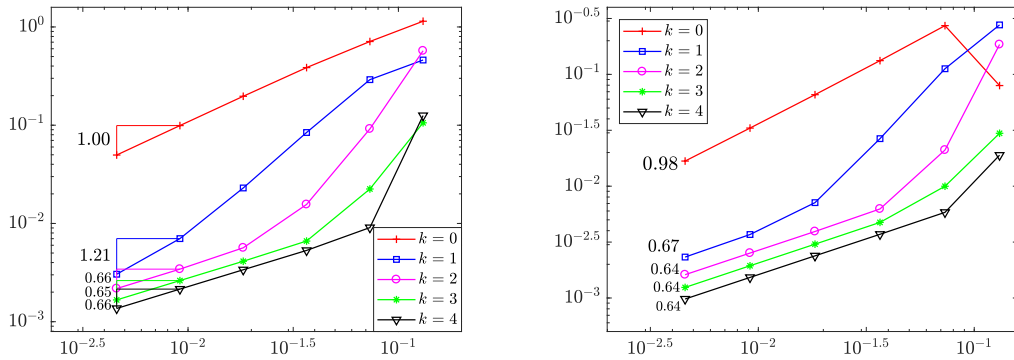 10^0
10^-1
10^-2
10^-3
1.00
1.21
0.66
0.65
0.66
k = 0
k = 1
k = 2
k = 3
k = 4
10^-2.5
10^-2
10^-1.5
10^-1
10^-0.5
10^-1
10^-1.5
10^-2
10^-2.5
10^-3
k = 0
k = 1
k = 2
k = 3
k = 4
0.98
0.67
0.64
0.64
0.64
10^-2.5
10^-2
10^-1.5
10^-1